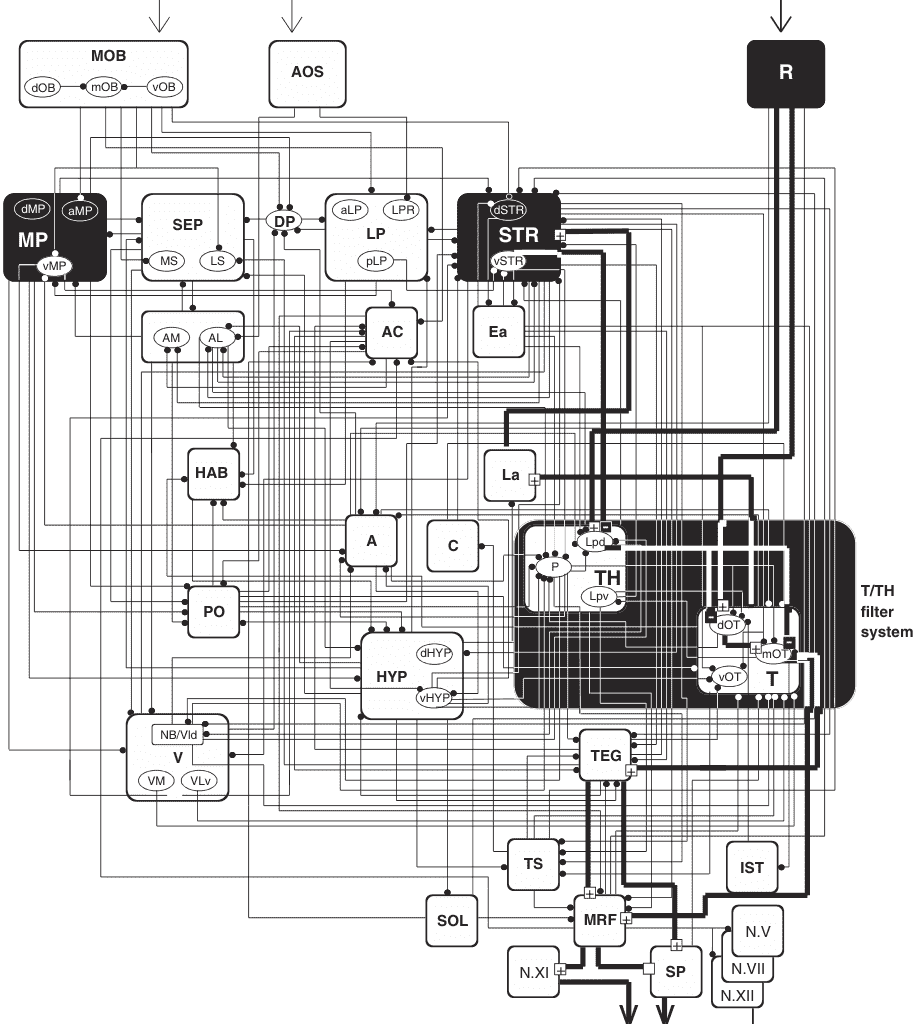 MOB
AOS
R
dOB
mOB
vOB
dMP
aMP
MP
vMP
SEP
MS
LS
DP
aLP
LPR
LP
pLP
dSTR
STR
vSTR
AM
AL
AC
Ea
HAB
La
A
C
Lpd
P
TH
Lpv
T/TH
filter
system
PO
dOT
mOT
vOT
T
dHYP
HYP
vHYP
NB/Vld
V
VM
VLv
TEG
TS
IST
SOL
MRF
N.V
N.VII
N.XII
N.XI
SP